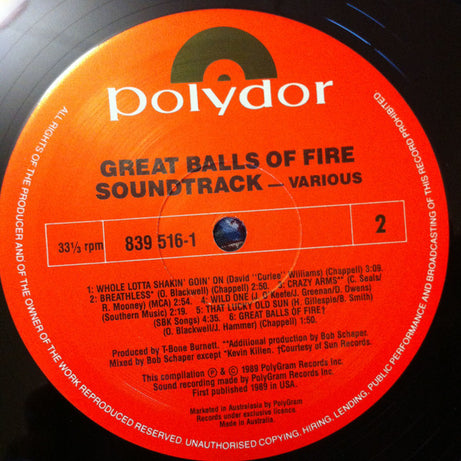 polydor
GREAT BALLS OF FIRE
SOUNDTRACK — VARIOUS
33⅓ rpm 839 516-1 2
1: WHOLE LOTTA SHAKIN' GOIN' ON (David "Curlee" Williams) (Chappell) 3:09.
2: BREATHLESS* (O. Blackwell) (Chappell) 2:50. 3: CRAZY ARMS** (C. Seals/
R. Mooney) (MCA) 2:54. 4: WILD ONE (J. O'Keefe/J. Greenan/D. Owens)
(Southern Music) 2:19. 5: THAT LUCKY OLD SUN (H. Gillespie/B. Smith)
(SBK Songs) 4:35. 6: GREAT BALLS OF FIRE†
(O. Blackwell/J. Hammer) (Chappell) 1:50.
Produced by T-Bone Burnett. **Additional production by Bob Schaper.
Mixed by Bob Schaper except *Kevin Killen. †Courtesy of Sun Records.
This compilation ℗ & © 1989 PolyGram Records Inc.
Sound recording made by PolyGram Records Inc.
First published 1989 in USA.
Marketed in Australasia by PolyGram
Records under exclusive licence.
Made in Australia.
ALL RIGHTS OF THE PRODUCER AND OF THE OWNER OF THE WORK REPRODUCED RESERVED. UNAUTHORISED COPYING, HIRING, LENDING, PUBLIC PERFORMANCE AND BROADCASTING OF THIS RECORD PROHIBITED.